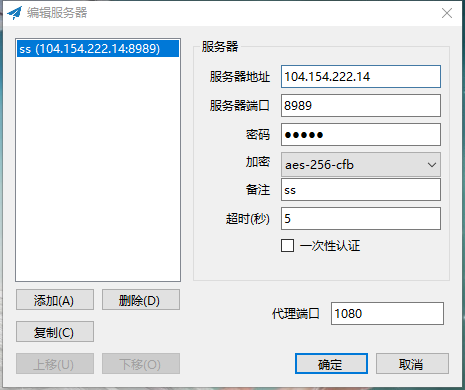 编辑服务器
ss (104.154.222.14:8989)
服务器
服务器地址 104.154.222.14
服务器端口 8989
密码 ●●●●●
加密 aes-256-cfb
备注 ss
超时(秒) 5
一次性认证
添加(A) 删除(D)
代理端口 1080
复制(C)
上移(U) 下移(O)
确定 取消